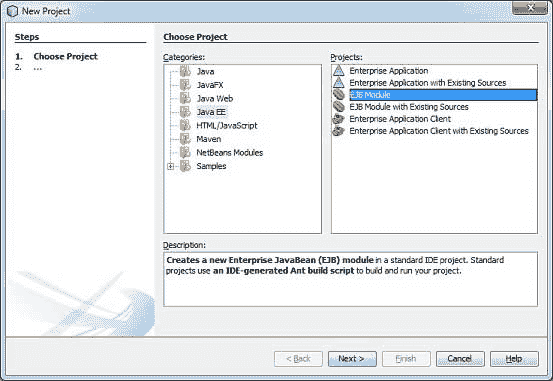 New Project
Steps
1. Choose Project
2. ...
Choose Project
Categories:
Java
JavaFX
Java Web
Java EE
HTML/JavaScript
Maven
NetBeans Modules
Samples
Projects:
Enterprise Application
Enterprise Application with Existing Sources
EJB Module
EJB Module with Existing Sources
Enterprise Application Client
Enterprise Application Client with Existing Sources
Description:
Creates a new Enterprise JavaBean (EJB) module in a standard IDE project. Standard
projects use an IDE-generated Ant build script to build and run your project.
< Back
Next >
Finish
Cancel
Help